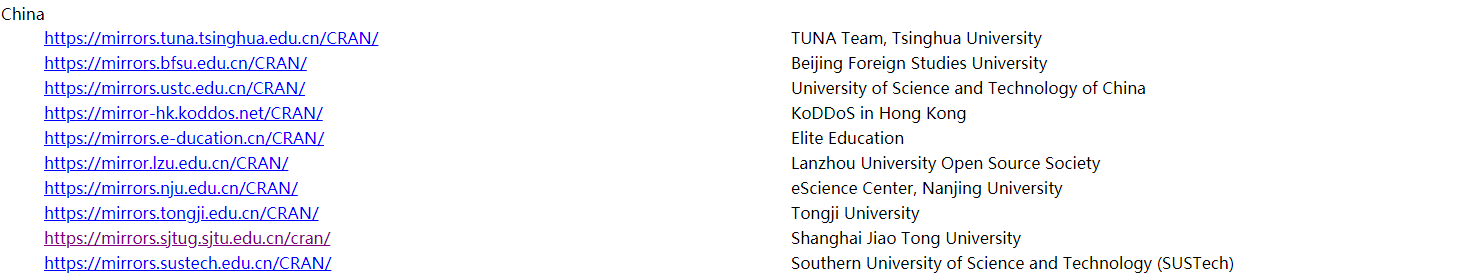 China
https://mirrors.tuna.tsinghua.edu.cn/CRAN/ TUNA Team, Tsinghua University
https://mirrors.bfsu.edu.cn/CRAN/ Beijing Foreign Studies University
https://mirrors.ustc.edu.cn/CRAN/ University of Science and Technology of China
https://mirror-hk.koddos.net/CRAN/ KoDDoS in Hong Kong
https://mirrors.e-ducation.cn/CRAN/ Elite Education
https://mirror.lzu.edu.cn/CRAN/ Lanzhou University Open Source Society
https://mirrors.nju.edu.cn/CRAN/ eScience Center, Nanjing University
https://mirrors.tongji.edu.cn/CRAN/ Tongji University
https://mirrors.sjtug.sjtu.edu.cn/cran/ Shanghai Jiao Tong University
https://mirrors.sustech.edu.cn/CRAN/ Southern University of Science and Technology (SUSTech)